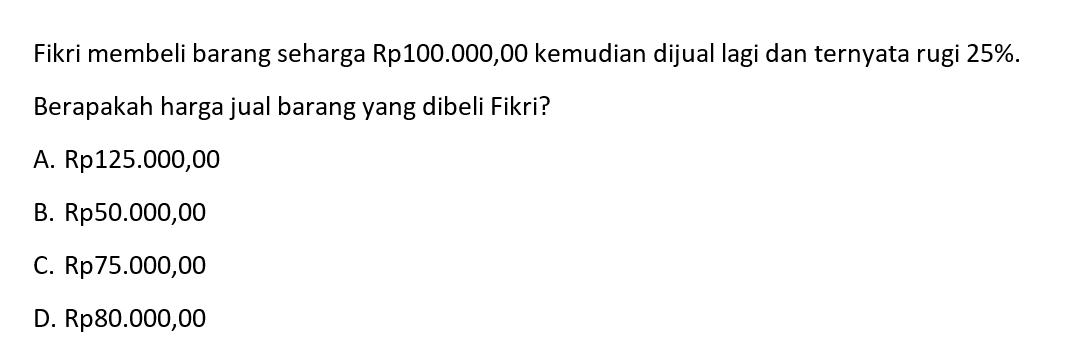 Fikri membeli barang seharga Rp100.000,00 kemudian dijual lagi dan ternyata rugi 25%.
Berapakah harga jual barang yang dibeli Fikri?
A. Rp125.000,00
B. Rp50.000,00
C. Rp75.000,00
D. Rp80.000,00